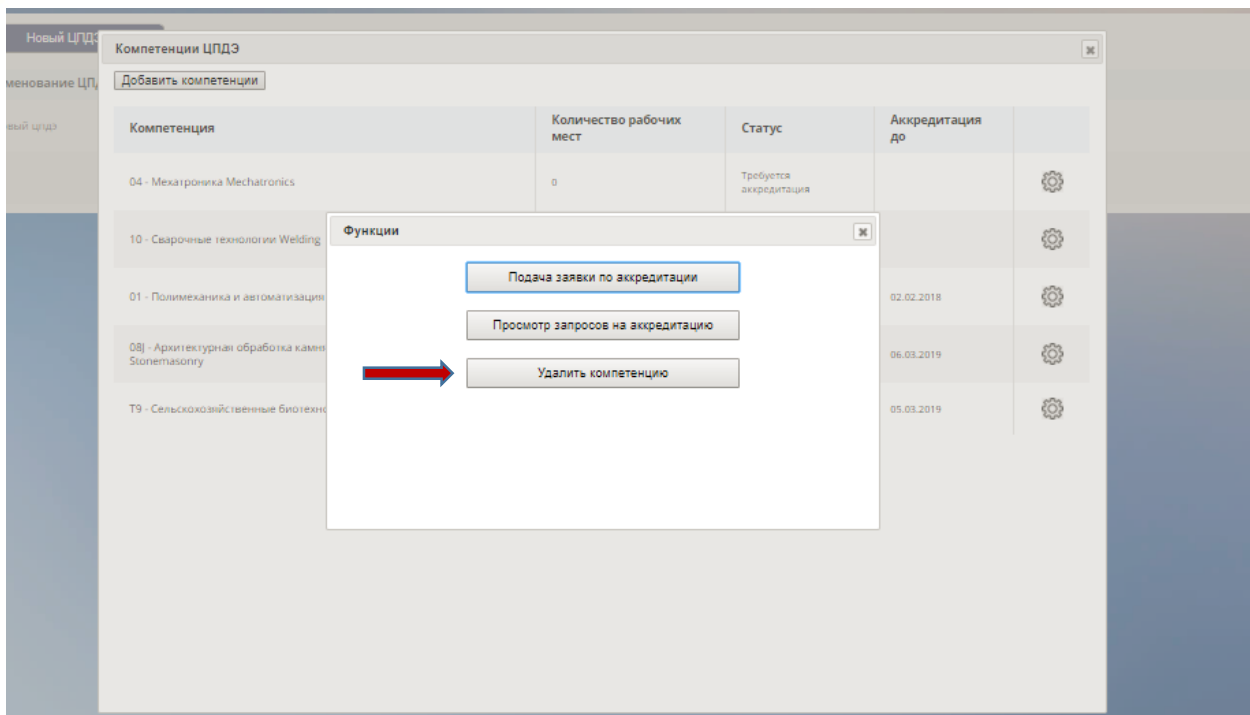 Новый ЦПДЭ
Компетенции ЦПДЭ
менование ЦПД
Добавить компетенции
овый цпдэ
Компетенция
Количество рабочих
мест
Статус
Аккредитация
до
04 - Мехатроника Mechatronics
0
Требуется
аккредитация
10 - Сварочные технологии Welding
Функции
Подача заявки по аккредитации
01 - Полимеханика и автоматизация
02.02.2018
Просмотр запросов на аккредитацию
08J - Архитектурная обработка камня
Stonemasonry
06.03.2019
Удалить компетенцию
T9 - Сельскохозяйственные биотехно
05.03.2019